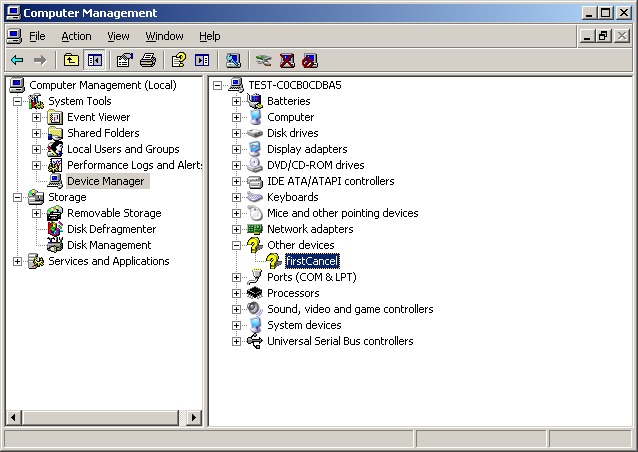 Computer Management
File Action View Window Help
Computer Management (Local)
System Tools
Event Viewer
Shared Folders
Local Users and Groups
Performance Logs and Alert
Device Manager
Storage
Removable Storage
Disk Defragmenter
Disk Management
Services and Applications
TEST-C0CB0CDBA5
Batteries
Computer
Disk drives
Display adapters
DVD/CD-ROM drives
IDE ATA/ATAPI controllers
Keyboards
Mice and other pointing devices
Network adapters
Other devices
firstCancel
Ports (COM & LPT)
Processors
Sound, video and game controllers
System devices
Universal Serial Bus controllers